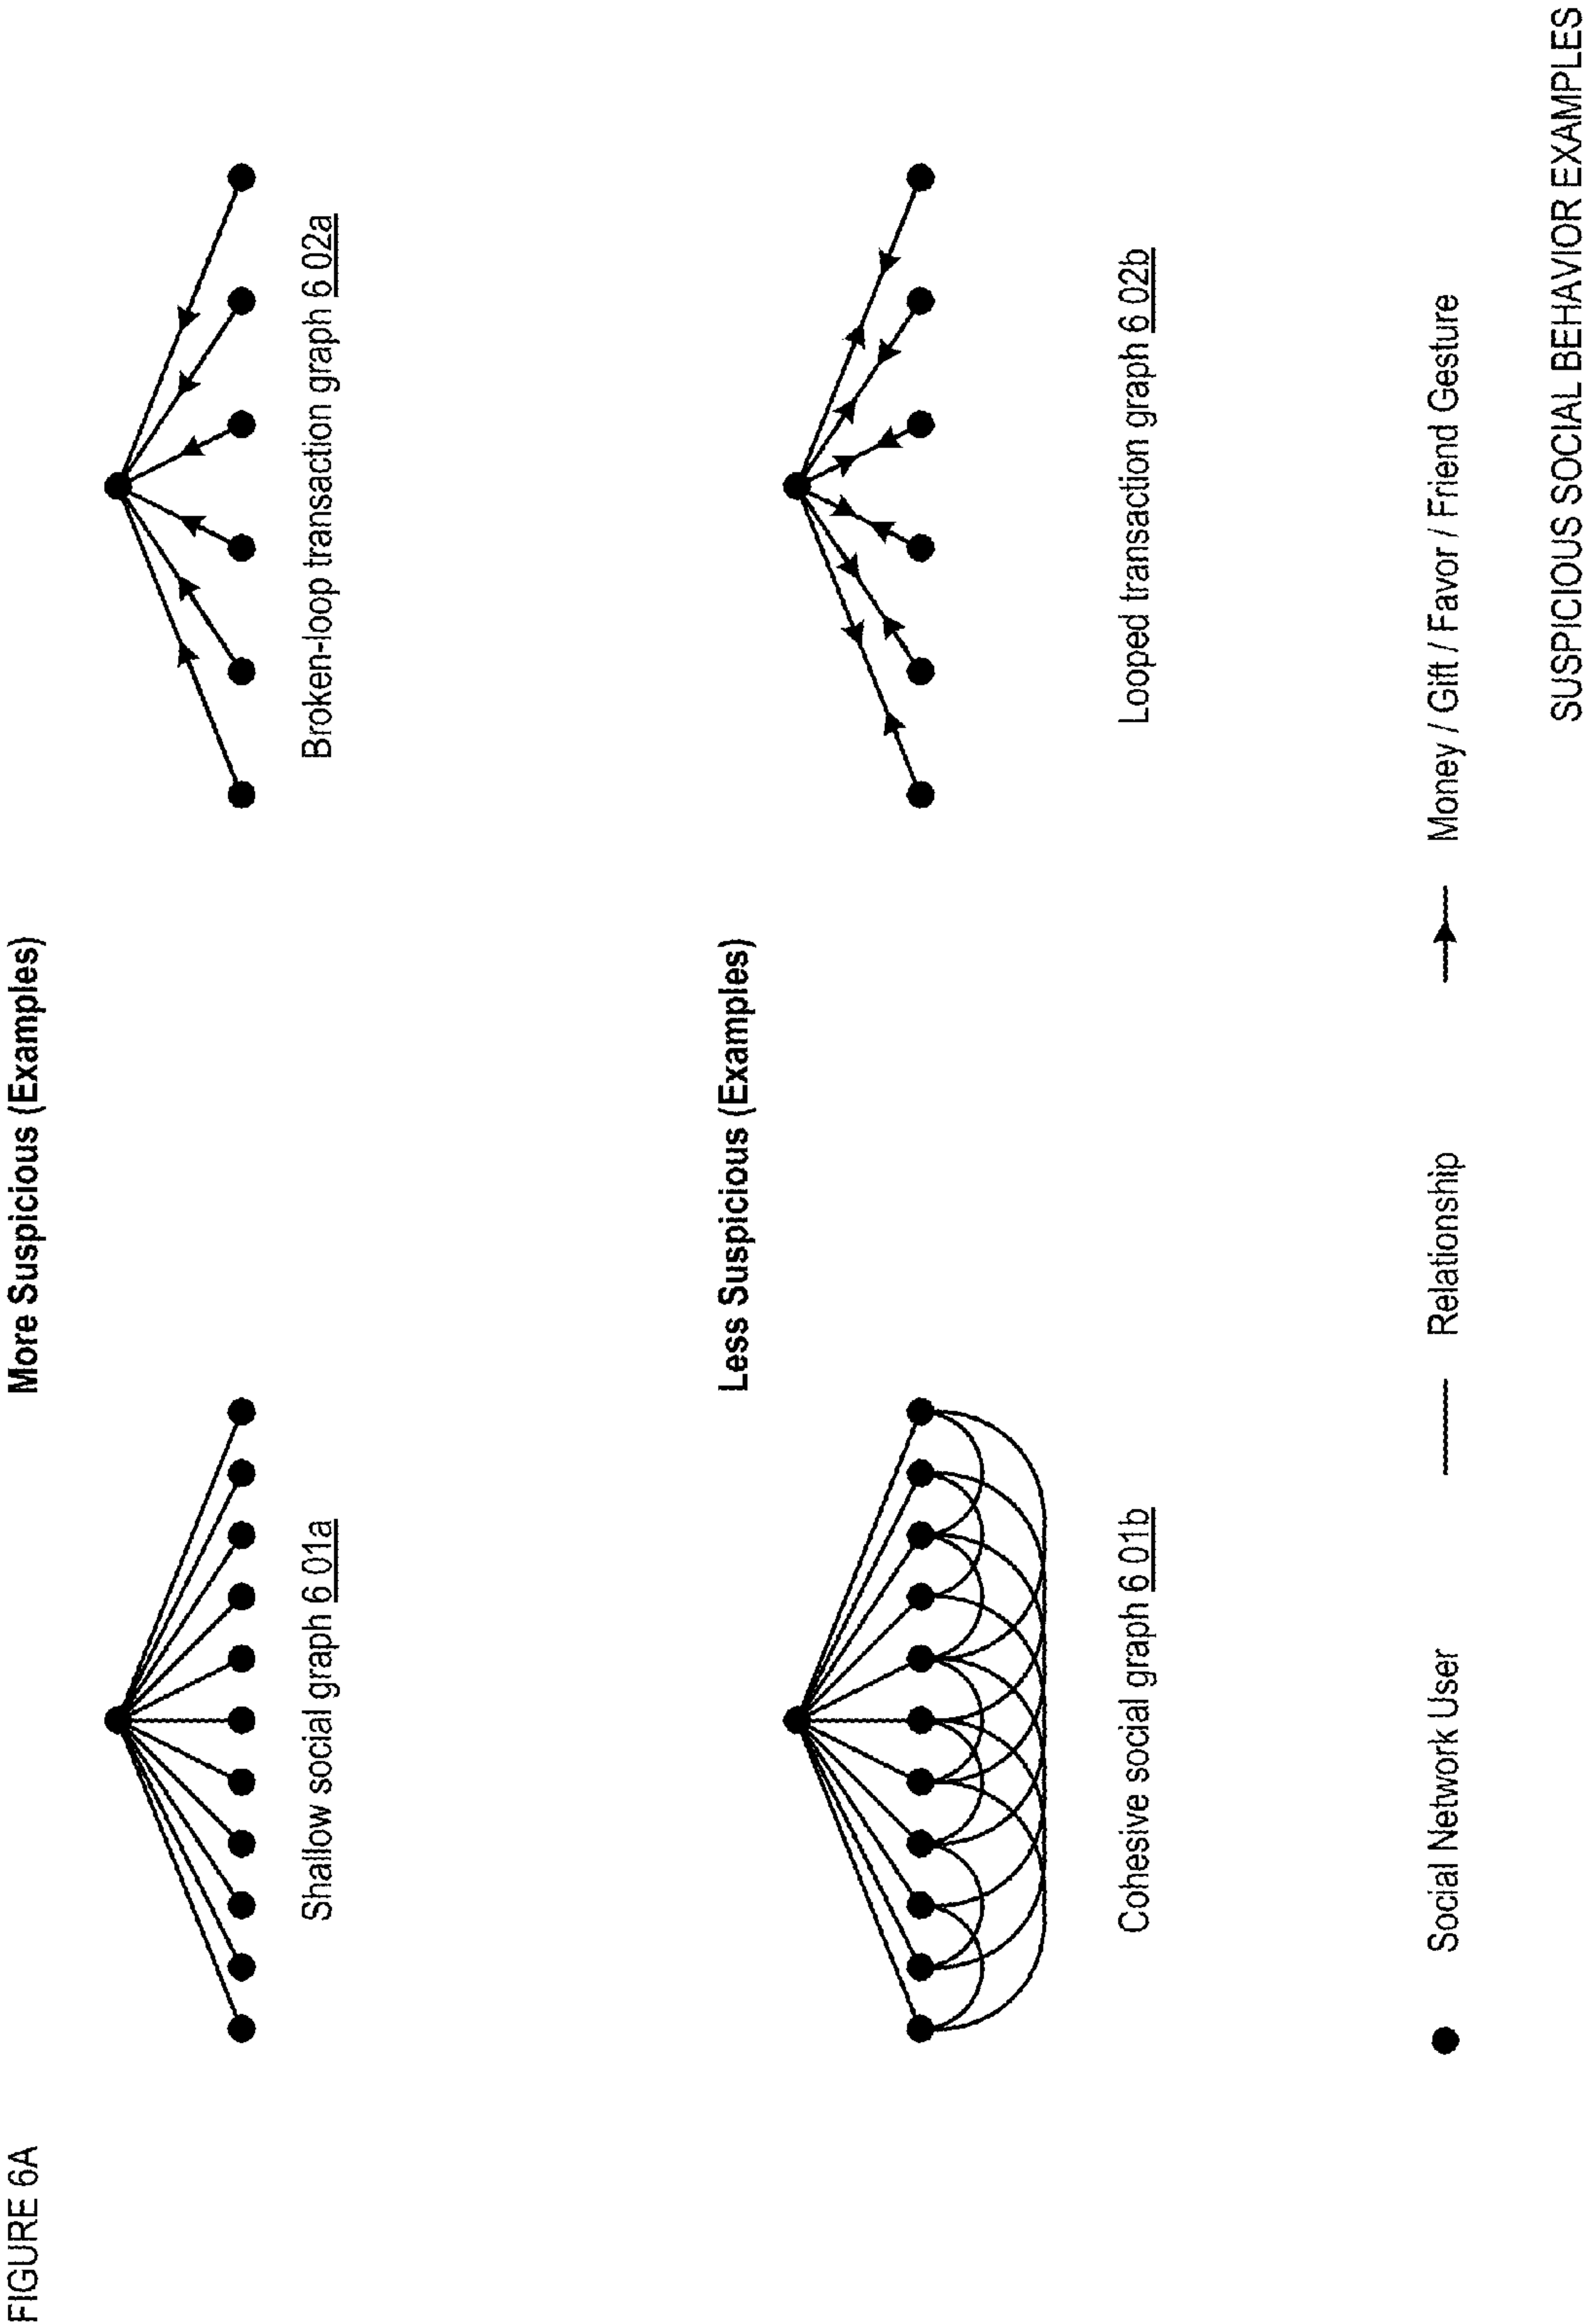 FIGURE 6A
More Suspicious (Examples)
Shallow social graph 6 01a
Broken-loop transaction graph 6 02a
Less Suspicious (Examples)
Cohesive social graph 6 01b
Looped transaction graph 6 02b
Social Network User
Relationship
Money / Gift / Favor / Friend Gesture
SUSPICIOUS SOCIAL BEHAVIOR EXAMPLES